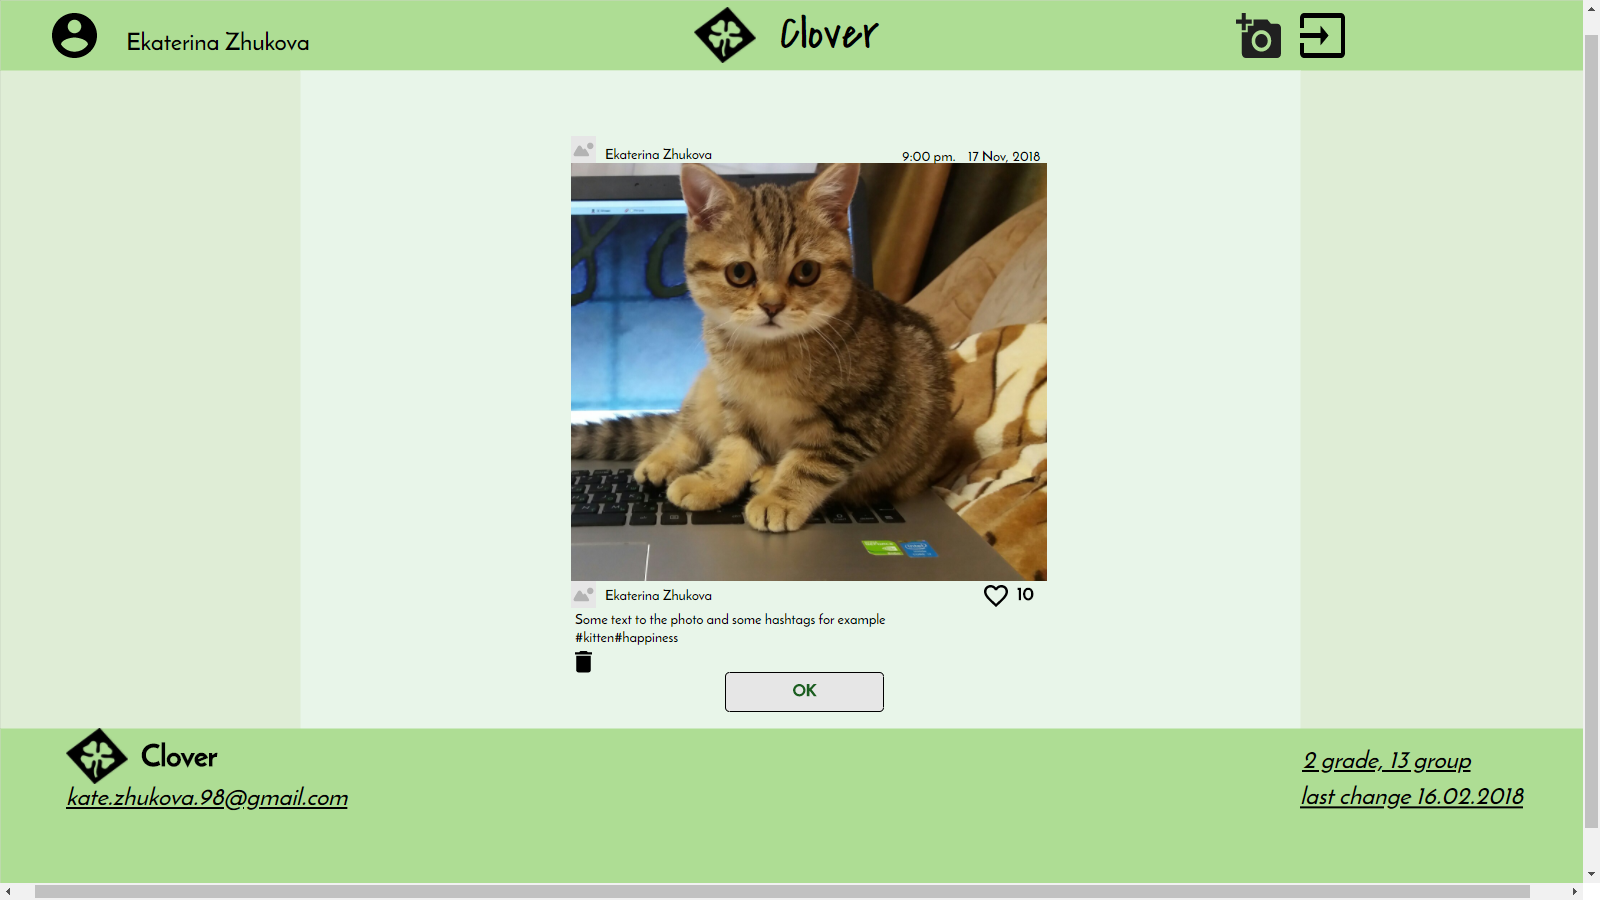 Ekaterina Zhukova
Clover
Ekaterina Zhukova 9:00 pm. 17 Nov, 2018
Ekaterina Zhukova 10
Some text to the photo and some hashtags for example
#kitten#happiness
OK
Clover
kate.zhukova.98@gmail.com
2 grade, 13 group
last change 16.02.2018